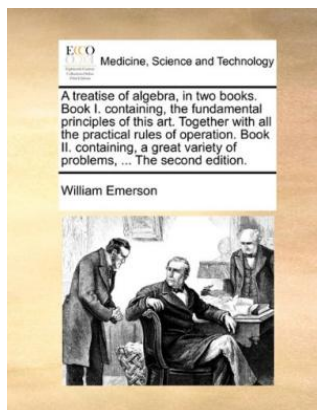 ECCO
Medicine, Science and Technology
A treatise of algebra, in two books.
Book I. containing, the fundamental
principles of this art. Together with all
the practical rules of operation. Book
II. containing, a great variety of
problems, ... The second edition.
William Emerson